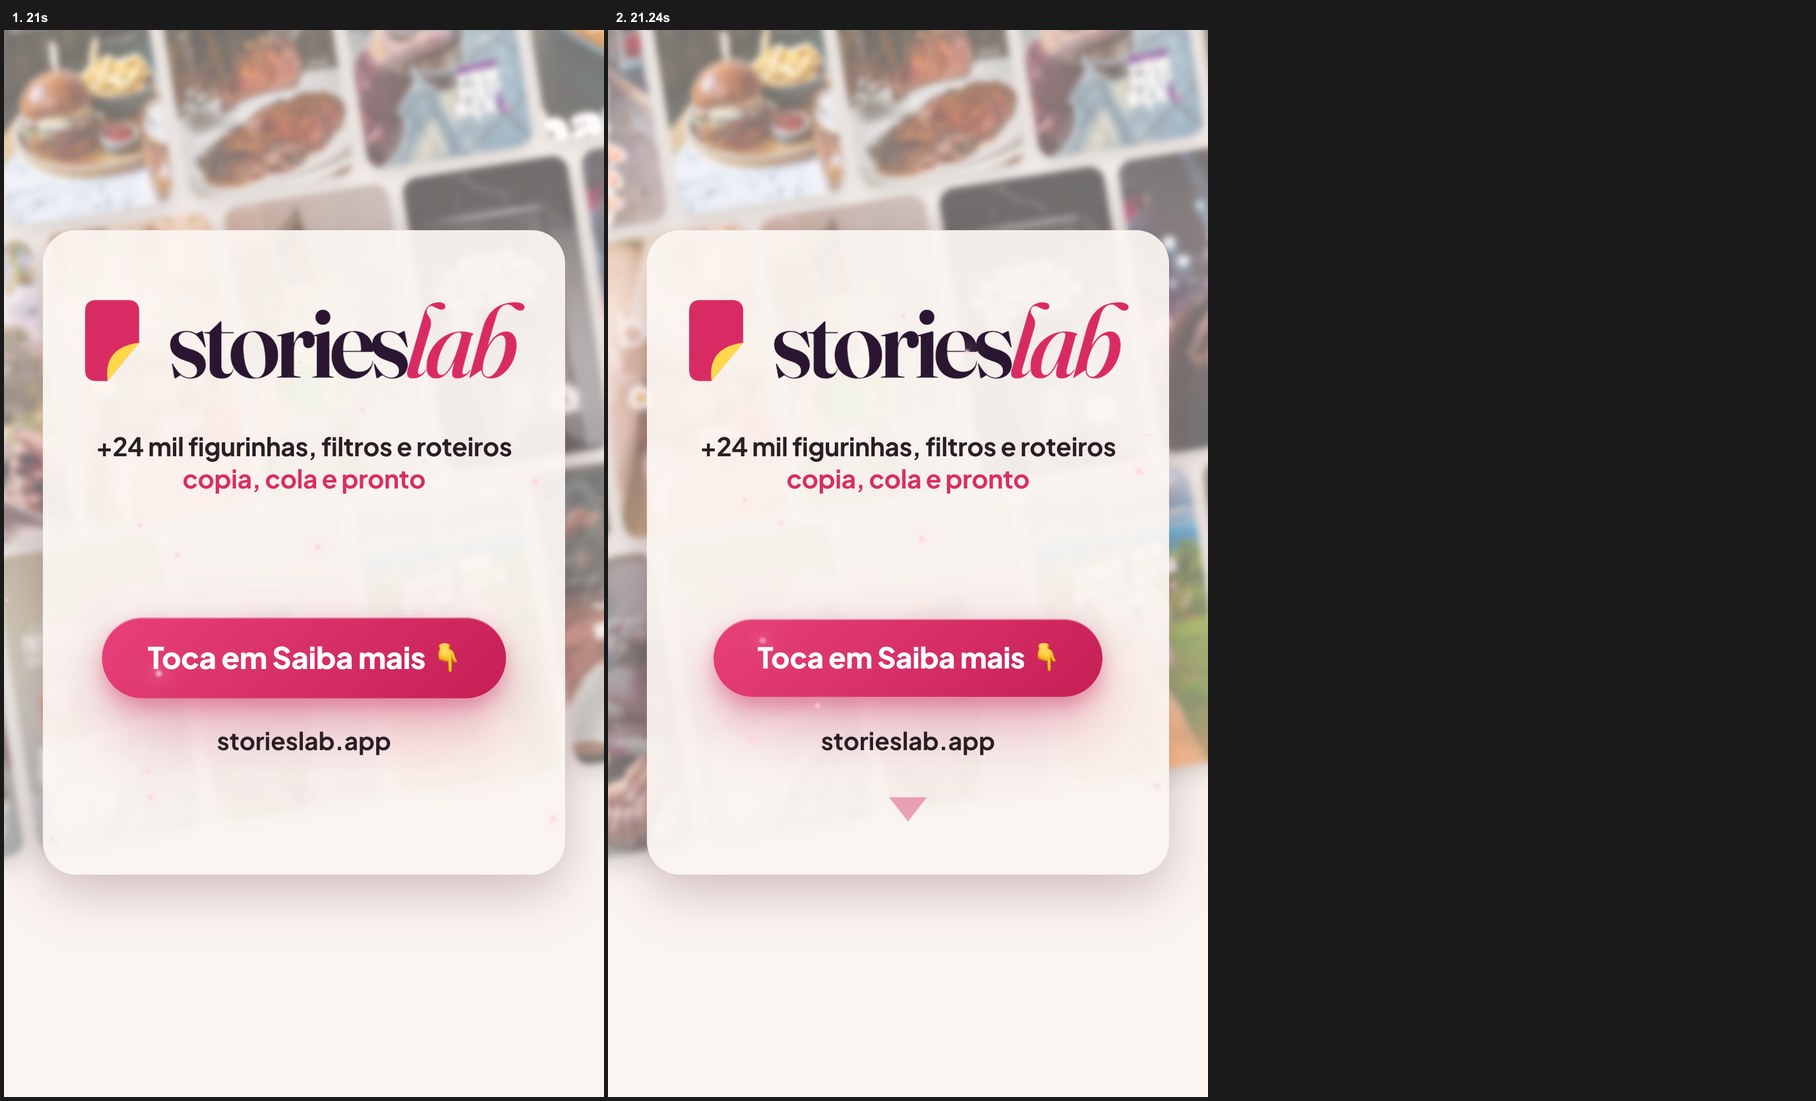 1. 21s
storieslab
+24 mil figurinhas, filtros e roteiros
copia, cola e pronto
Toca em Saiba mais 👇
storieslab.app
2. 21.24s
storieslab
+24 mil figurinhas, filtros e roteiros
copia, cola e pronto
Toca em Saiba mais 👇
storieslab.app